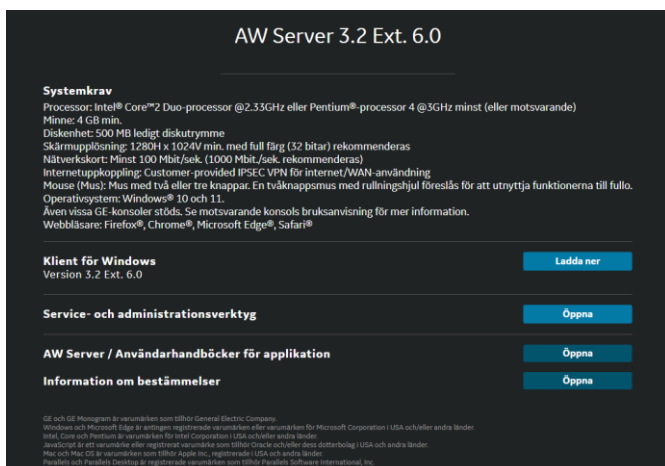 AW Server 3.2 Ext. 6.0
Systemkrav
Processor: Intel® Core™2 Duo-processor @2.33GHz eller Pentium®-processor 4 @3GHz minst (eller motsvarande)
Minne: 4 GB min.
Diskenhet: 500 MB ledigt diskutrymme
Skärmupplösning: 1280H x 1024V min. med full färg (32 bitar) rekommenderas
Nätverkskort: Minst 100 Mbit/sek. (1000 Mbit./sek. rekommenderas)
Internetuppkoppling: Customer-provided IPSEC VPN för internet/WAN-användning
Mouse (Mus): Mus med två eller tre knappar. En tvåknappsmus med rullningshjul föreslås för att utnyttja funktionerna till fullo.
Operativsystem: Windows® 10 och 11.
Även vissa GE-konsoler stöds. Se motsvarande konsols bruksanvisning för mer information.
Webbläsare: Firefox®, Chrome®, Microsoft Edge®, Safari®
Klient för Windows
Ladda ner
Version 3.2 Ext. 6.0
Service- och administrationsverktyg
Öppna
AW Server / Användarhandböcker för applikation
Öppna
Information om bestämmelser
Öppna
GE och GE Monogram är varumärken som tillhör General Electric Company.
Windows och Microsoft Edge är antingen registrerade varumärken eller varumärken för Microsoft Corporation i USA och/eller andra länder.
Intel, Core och Pentium är varumärken för Intel Corporation i USA och/eller andra länder.
JavaScript är ett varumärke eller registrerat varumärke som tillhör Oracle och/eller dess dotterbolag i USA och andra länder.
Mac och Mac OS är varumärken som tillhör Apple Inc., registrerade i USA och andra länder.
Parallels och Parallels Desktop är registrerade varumärken som tillhör Parallels Software International, Inc.